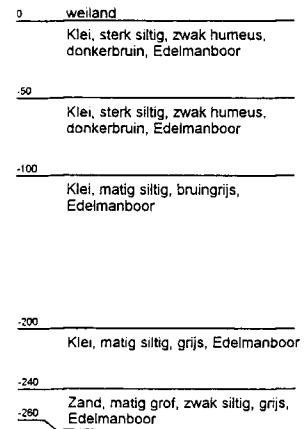 0 weiland
Klei, sterk siltig, zwak humeus,
donkerbruin, Edelmanboor
-50
Klei, sterk siltig, zwak humeus,
donkerbruin, Edelmanboor
-100
Klei, matig siltig, bruingrijs,
Edelmanboor
-200
Klei, matig siltig, grijs, Edelmanboor
-240
Zand, matig grof, zwak siltig, grijs,
-260 Edelmanboor